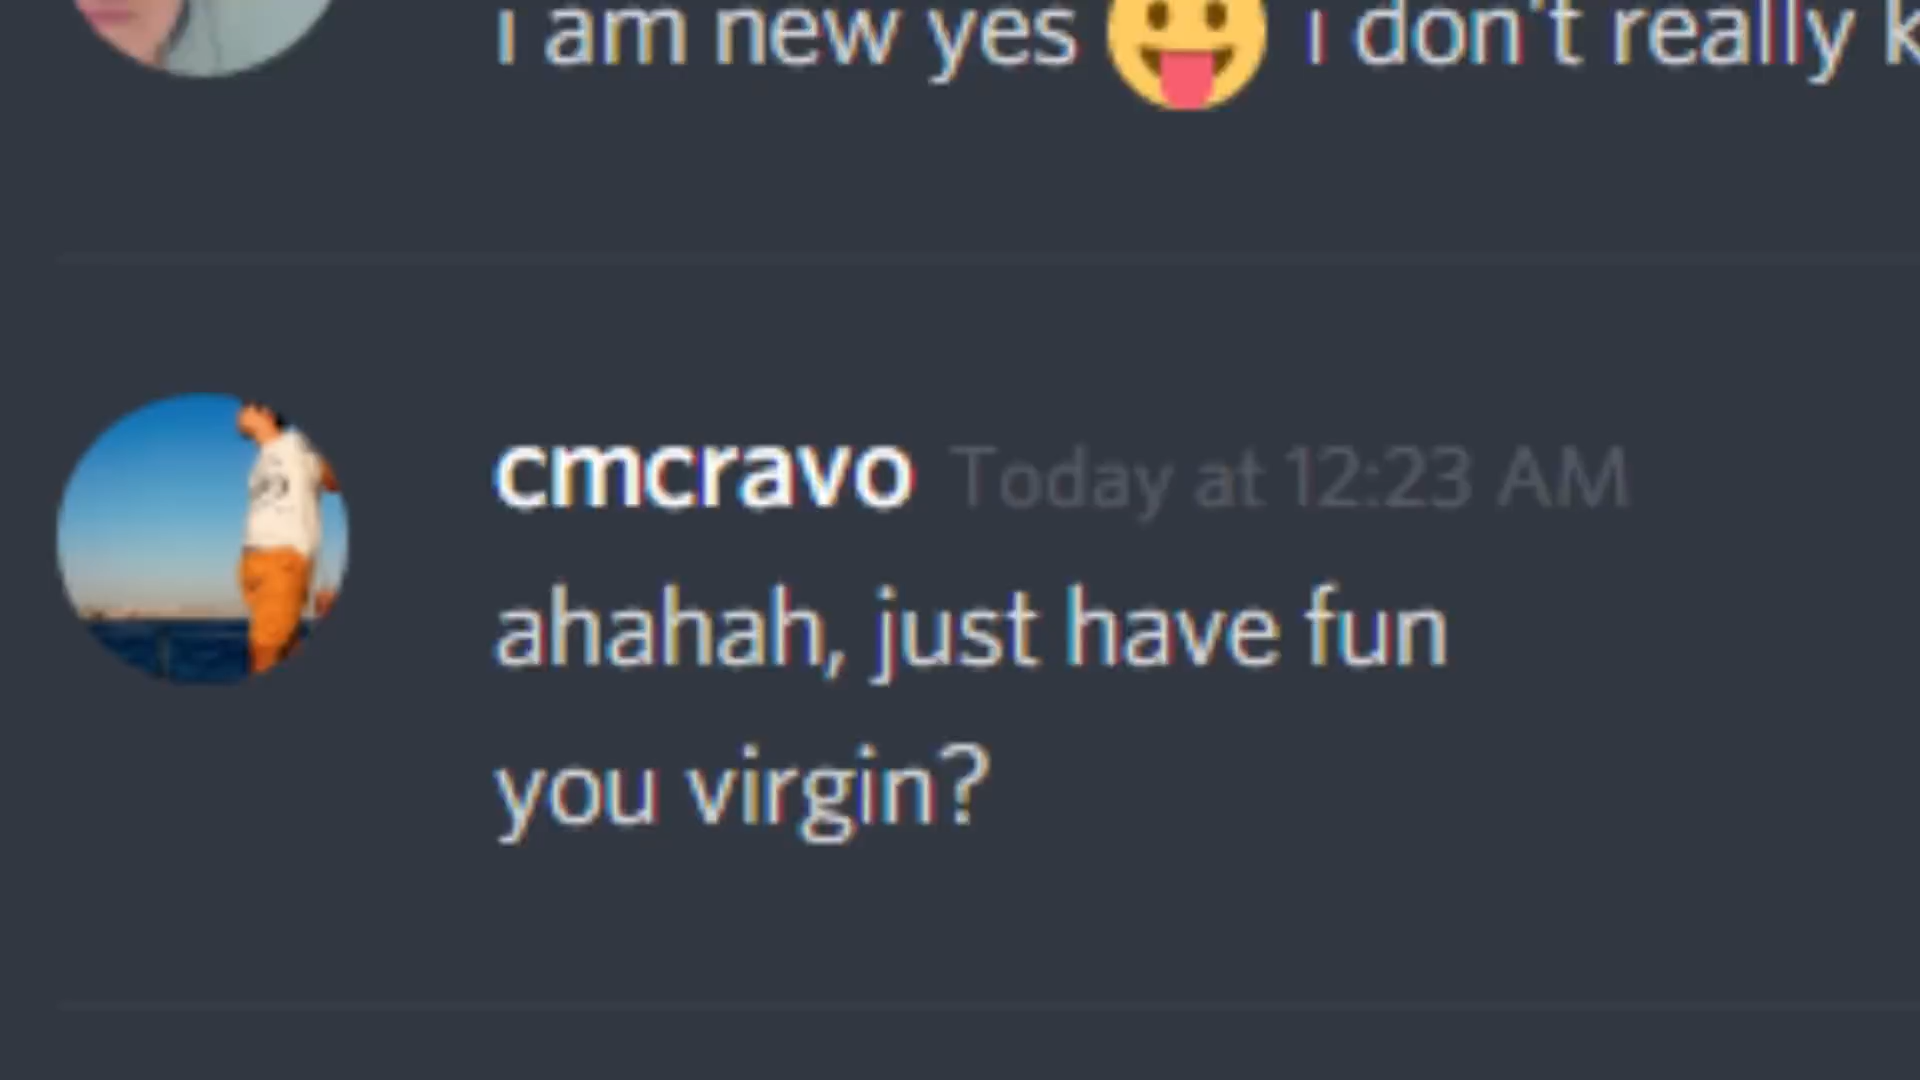 i am new yes 😛 i don't really
cmcravo Today at 12:23 AM
ahahah, just have fun
you virgin?